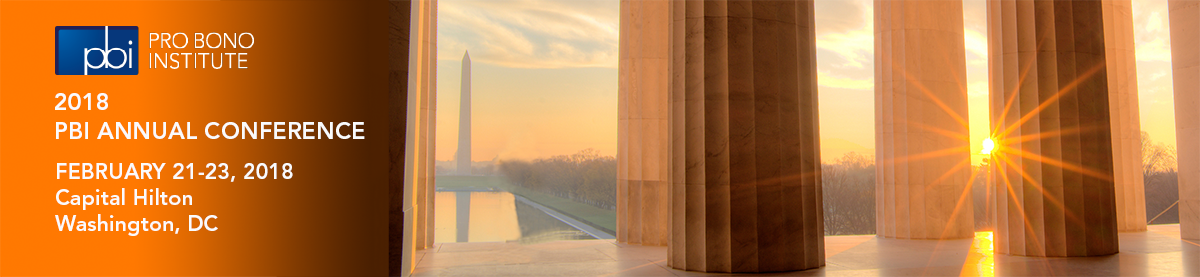 pbi
PRO BONO
INSTITUTE
2018
PBI ANNUAL CONFERENCE
FEBRUARY 21-23, 2018
Capital Hilton
Washington, DC